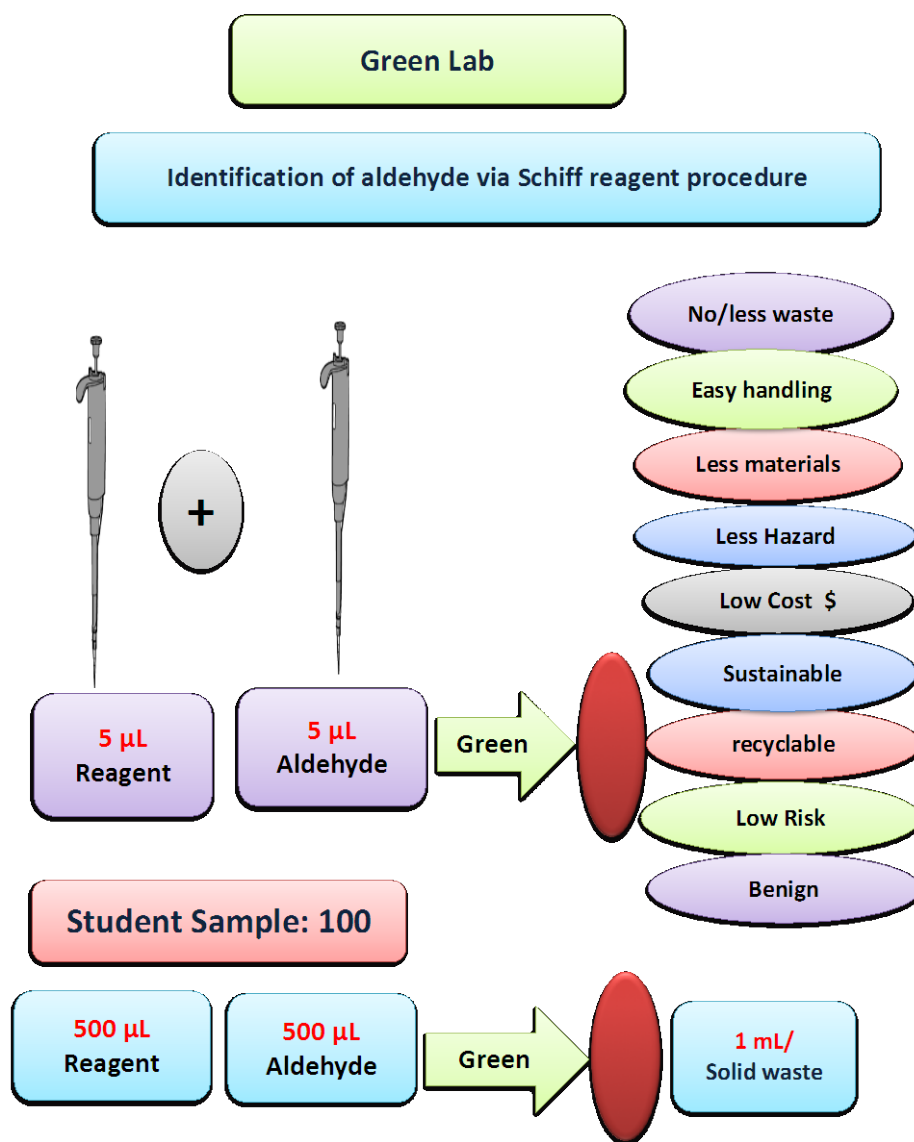 Green Lab
Identification of aldehyde via Schiff reagent procedure
No/less waste
Easy handling
Less materials
Less Hazard
Low Cost $
Sustainable
recyclable
Low Risk
Benign
+
5 µL
Reagent
5 µL
Aldehyde
Green
Student Sample: 100
500 µL
Reagent
500 µL
Aldehyde
Green
1 mL/
Solid waste